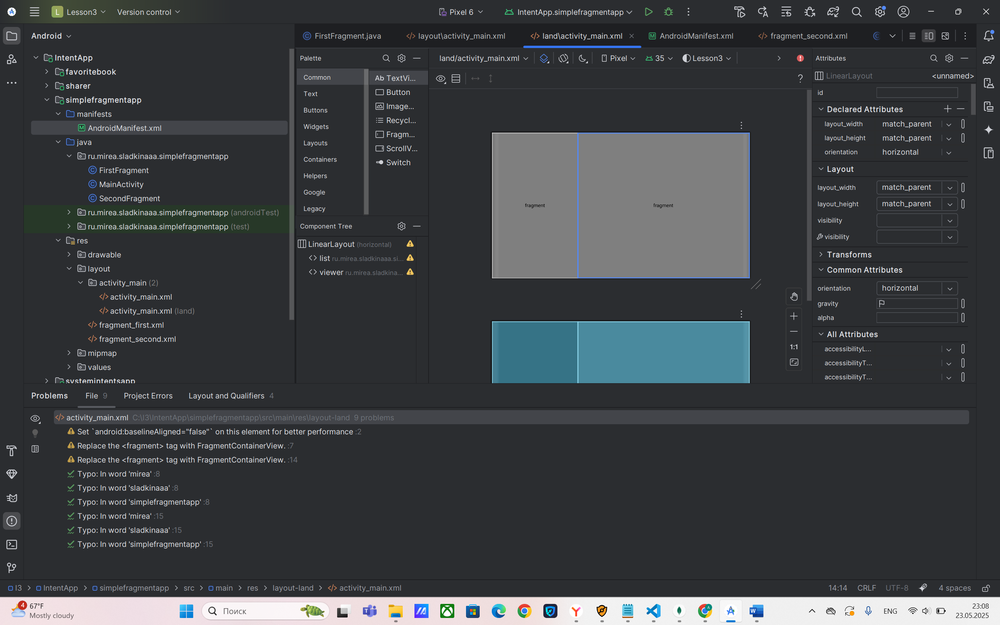 L Lesson3 Version control Pixel 6 IntentApp.simplefragmentapp
Android
IntentApp
favoritebook
sharer
simplefragmentapp
manifests
AndroidManifest.xml
java
ru.mirea.sladkinaaa.simplefragmentapp
FirstFragment
MainActivity
SecondFragment
ru.mirea.sladkinaaa.simplefragmentapp (androidTest)
ru.mirea.sladkinaaa.simplefragmentapp (test)
res
drawable
layout
activity_main (2)
activity_main.xml
activity_main.xml (land)
fragment_first.xml
fragment_second.xml
mipmap
values
systemintentsapp
FirstFragment.java layout\activity_main.xml land\activity_main.xml AndroidManifest.xml fragment_second.xml
Palette
Common
Text
Buttons
Widgets
Layouts
Containers
Helpers
Google
Legacy
Ab TextVi...
Button
Image...
Recycl...
Fragm...
ScrollV...
Switch
Component Tree
LinearLayout (horizontal)
list ru.mirea.sladkinaaa.si...
viewer ru.mirea.sladkina...
land/activity_main.xml Pixel 35 Lesson3
?
fragment fragment
1:1
Attributes
LinearLayout <unnamed>
id
Declared Attributes
layout_width match_parent
layout_height match_parent
orientation horizontal
Layout
layout_width match_parent
layout_height match_parent
visibility
visibility
Transforms
Common Attributes
orientation horizontal
gravity
alpha
All Attributes
accessibilityL...
accessibilityT...
accessibilityT...
Problems File 9 Project Errors Layout and Qualifiers 4
activity_main.xml C:\I3\IntentApp\simplefragmentapp\src\main\res\layout-land 9 problems
Set `android:baselineAligned="false"` on this element for better performance :2
Replace the <fragment> tag with FragmentContainerView. :7
Replace the <fragment> tag with FragmentContainerView. :14
Typo: In word 'mirea' :8
Typo: In word 'sladkinaaa' :8
Typo: In word 'simplefragmentapp' :8
Typo: In word 'mirea' :15
Typo: In word 'sladkinaaa' :15
Typo: In word 'simplefragmentapp' :15
I3 > IntentApp > simplefragmentapp > src > main > res > layout-land > activity_main.xml 14:14 CRLF UTF-8 4 spaces
4 67°F
Mostly cloudy
Поиск
ENG
23:08
23.05.2025